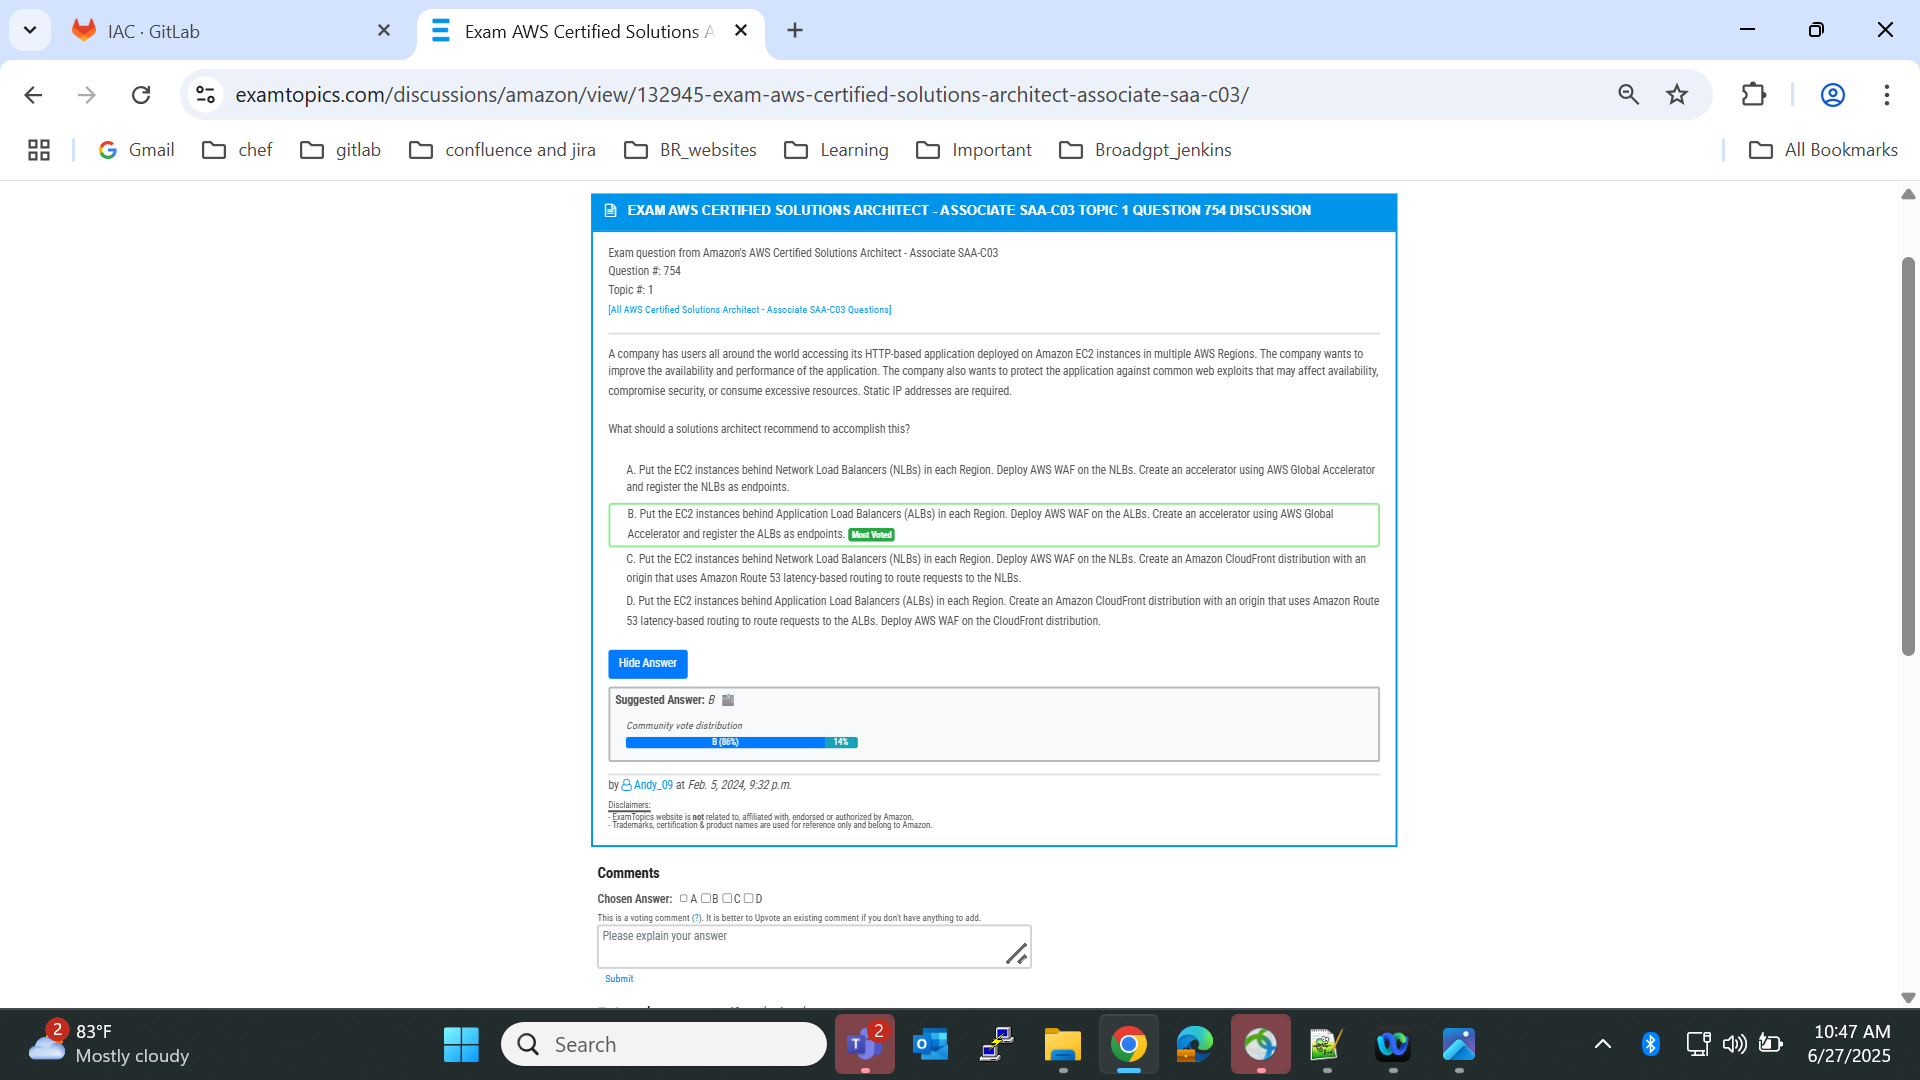 IAC · GitLab
Exam AWS Certified Solutions A
examtopics.com/discussions/amazon/view/132945-exam-aws-certified-solutions-architect-associate-saa-c03/
Gmail
chef
gitlab
confluence and jira
BR_websites
Learning
Important
Broadgpt_jenkins
All Bookmarks
EXAM AWS CERTIFIED SOLUTIONS ARCHITECT - ASSOCIATE SAA-C03 TOPIC 1 QUESTION 754 DISCUSSION
Exam question from Amazon's AWS Certified Solutions Architect - Associate SAA-C03
Question #: 754
Topic #: 1
[All AWS Certified Solutions Architect - Associate SAA-C03 Questions]
A company has users all around the world accessing its HTTP-based application deployed on Amazon EC2 instances in multiple AWS Regions. The company wants to
improve the availability and performance of the application. The company also wants to protect the application against common web exploits that may affect availability,
compromise security, or consume excessive resources. Static IP addresses are required.
What should a solutions architect recommend to accomplish this?
A. Put the EC2 instances behind Network Load Balancers (NLBs) in each Region. Deploy AWS WAF on the NLBs. Create an accelerator using AWS Global Accelerator
and register the NLBs as endpoints.
B. Put the EC2 instances behind Application Load Balancers (ALBs) in each Region. Deploy AWS WAF on the ALBs. Create an accelerator using AWS Global
Accelerator and register the ALBs as endpoints. Most Voted
C. Put the EC2 instances behind Network Load Balancers (NLBs) in each Region. Deploy AWS WAF on the NLBs. Create an Amazon CloudFront distribution with an
origin that uses Amazon Route 53 latency-based routing to route requests to the NLBs.
D. Put the EC2 instances behind Application Load Balancers (ALBs) in each Region. Create an Amazon CloudFront distribution with an origin that uses Amazon Route
53 latency-based routing to route requests to the ALBs. Deploy AWS WAF on the CloudFront distribution.
Hide Answer
Suggested Answer: B
Community vote distribution
B (86%) 14%
by Andy_09 at Feb. 5, 2024, 9:32 p.m.
Disclaimers:
- ExamTopics website is not related to, affiliated with, endorsed or authorized by Amazon.
- Trademarks, certification & product names are used for reference only and belong to Amazon.
Comments
Chosen Answer: A B C D
This is a voting comment (?). It is better to Upvote an existing comment if you don't have anything to add.
Please explain your answer
Submit
2
83°F
Mostly cloudy
Search
2
10:47 AM
6/27/2025